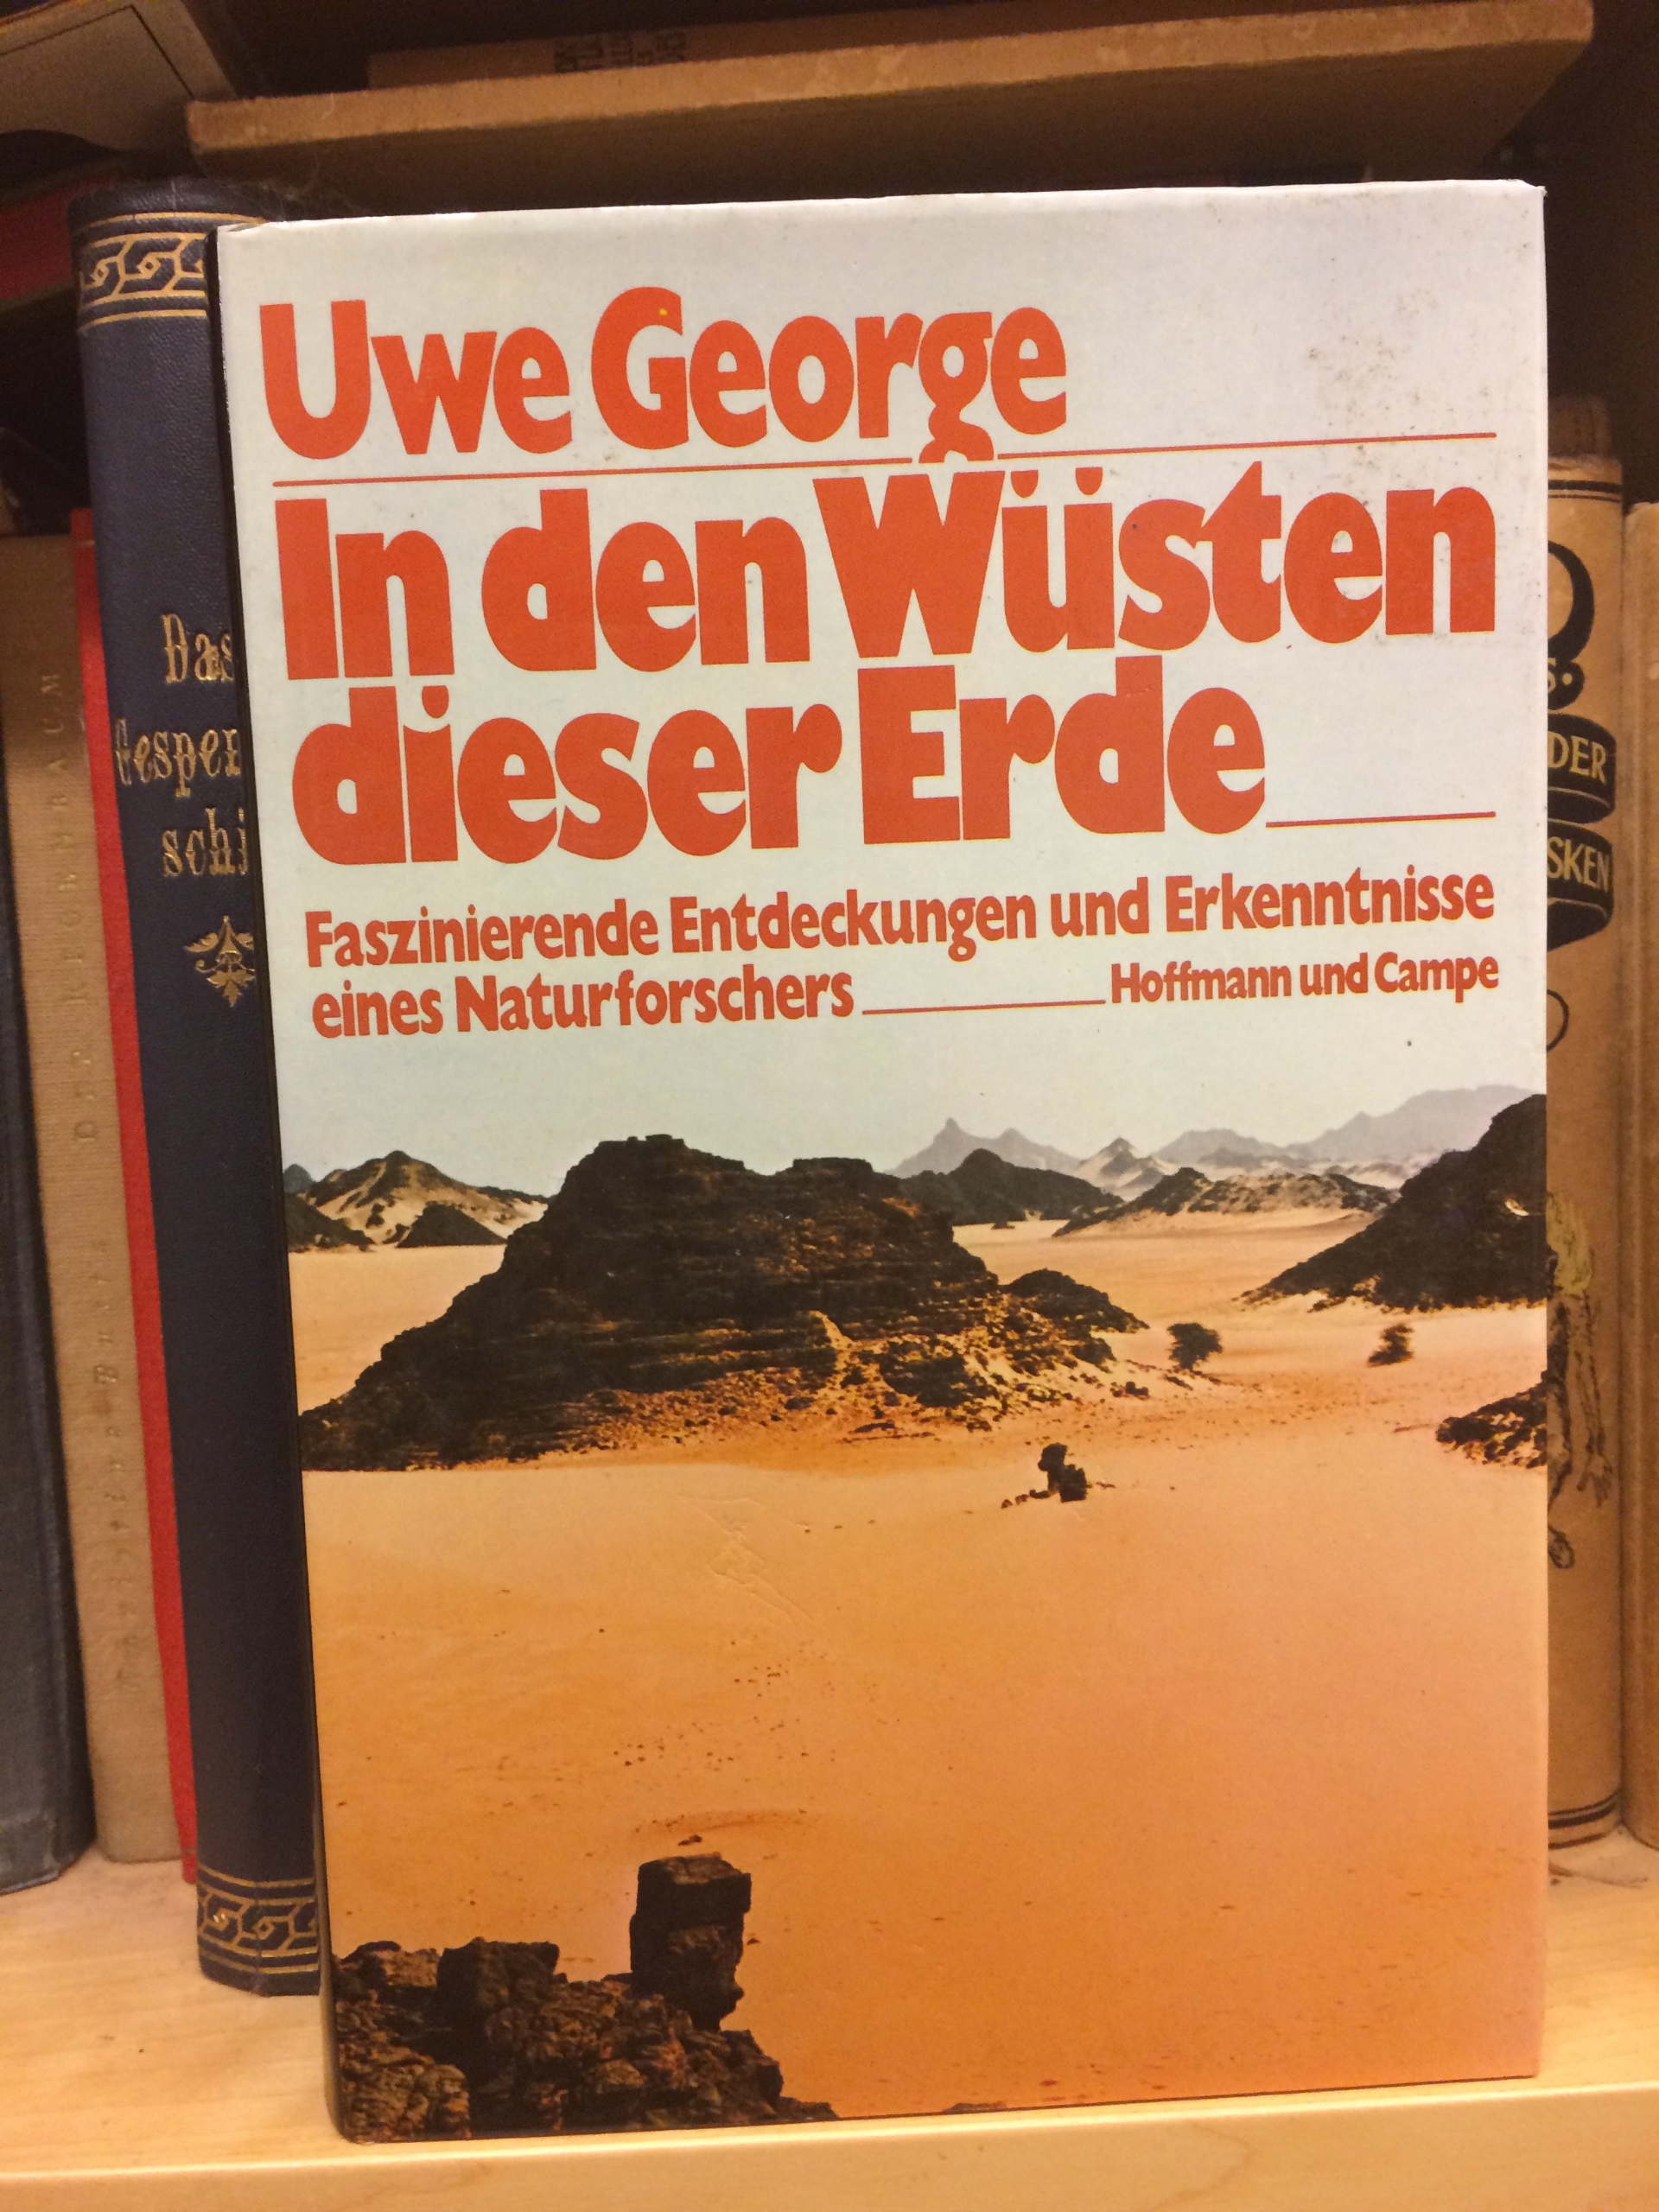 Uwe George
In den Wüsten
dieser Erde
Faszinierende Entdeckungen und Erkenntnisse
eines Naturforschers Hoffmann und Campe
Das
Gespen
schi
DER
SKEN